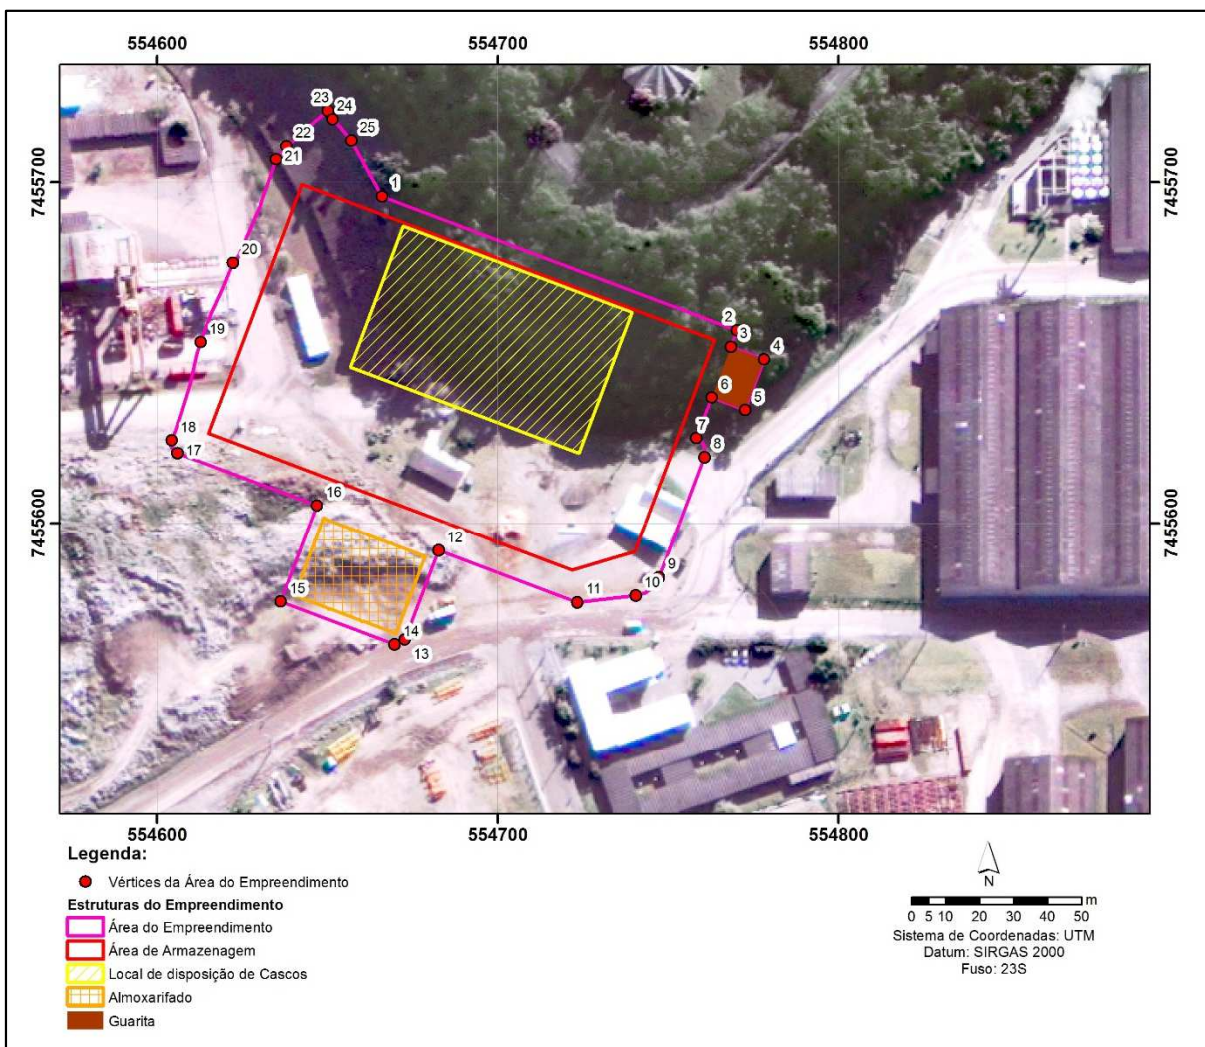 554600
554700
554800
7455700
7455700
23
24
22
25
21
1
20
2
3
4
19
6
5
7
18
8
17
16
7455600
7455600
12
9
15
11
10
14
13
554600
554700
554800
Legenda:
Vértices da Área do Empreendimento
Estruturas do Empreendimento
Área do Empreendimento
Área de Armazenagem
Local de disposição de Cascos
Almoxarifado
Guarita
N
0 5 10 20 30 40 50 m
Sistema de Coordenadas: UTM
Datum: SIRGAS 2000
Fuso: 23S